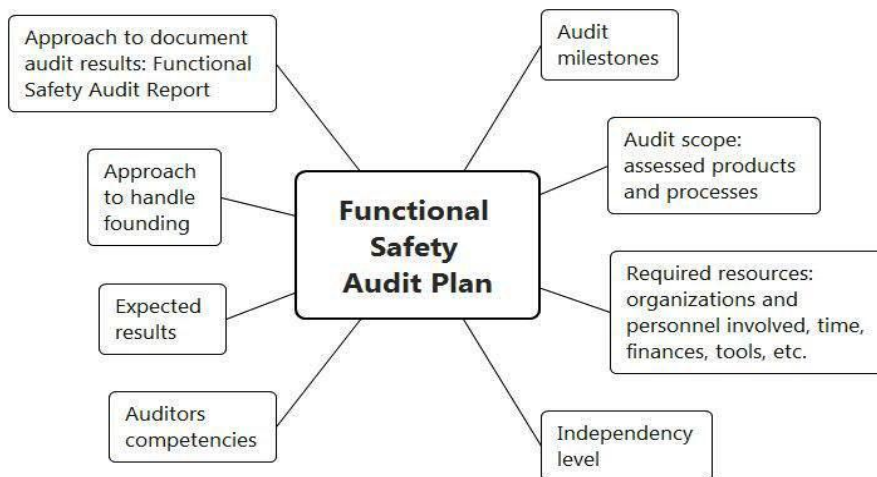 Approach to document
audit results: Functional
Safety Audit Report
Audit
milestones
Approach
to handle
founding
Audit scope:
assessed products
and processes
Functional
Safety
Audit Plan
Expected
results
Required resources:
organizations and
personnel involved, time,
finances, tools, etc.
Auditors
competencies
Independency
level